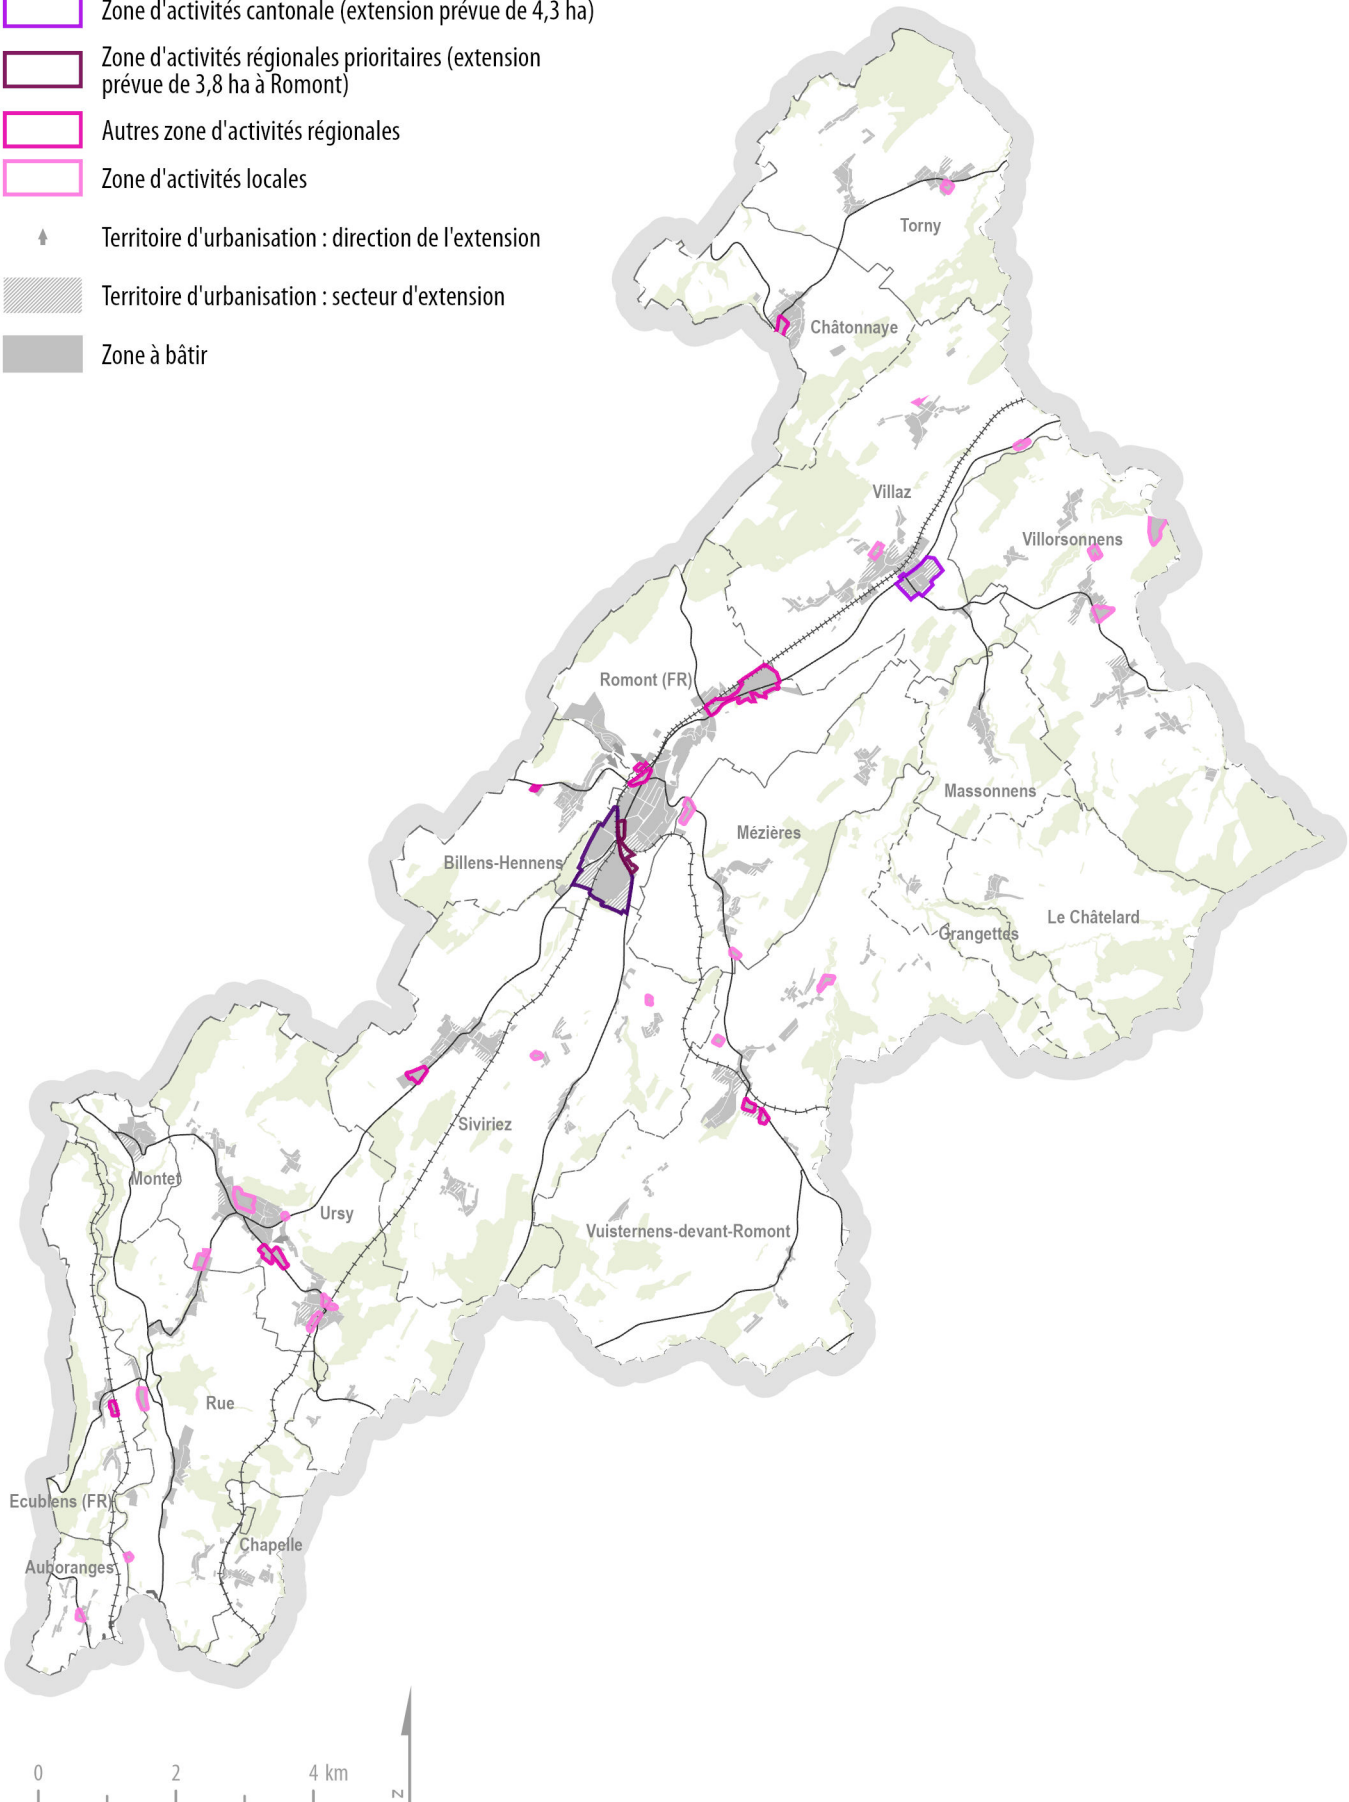 Zone d'activités cantonale (extension prévue de 4,3 ha)
Zone d'activités régionales prioritaires (extension
prévue de 3,8 ha à Romont)
Autres zone d'activités régionales
Zone d'activités locales
Territoire d'urbanisation : direction de l'extension
Territoire d'urbanisation : secteur d'extension
Zone à bâtir
Torny
Châtonnaye
Villaz
Villorsonnens
Romont (FR)
Massonnens
Mézières
Billens-Hennens
Le Châtelard
Grangettes
Siviriez
Montet
Ursy
Vuisternens-devant-Romont
Rue
Ecublens (FR)
Chapelle
Auboranges
0 2 4 km
N